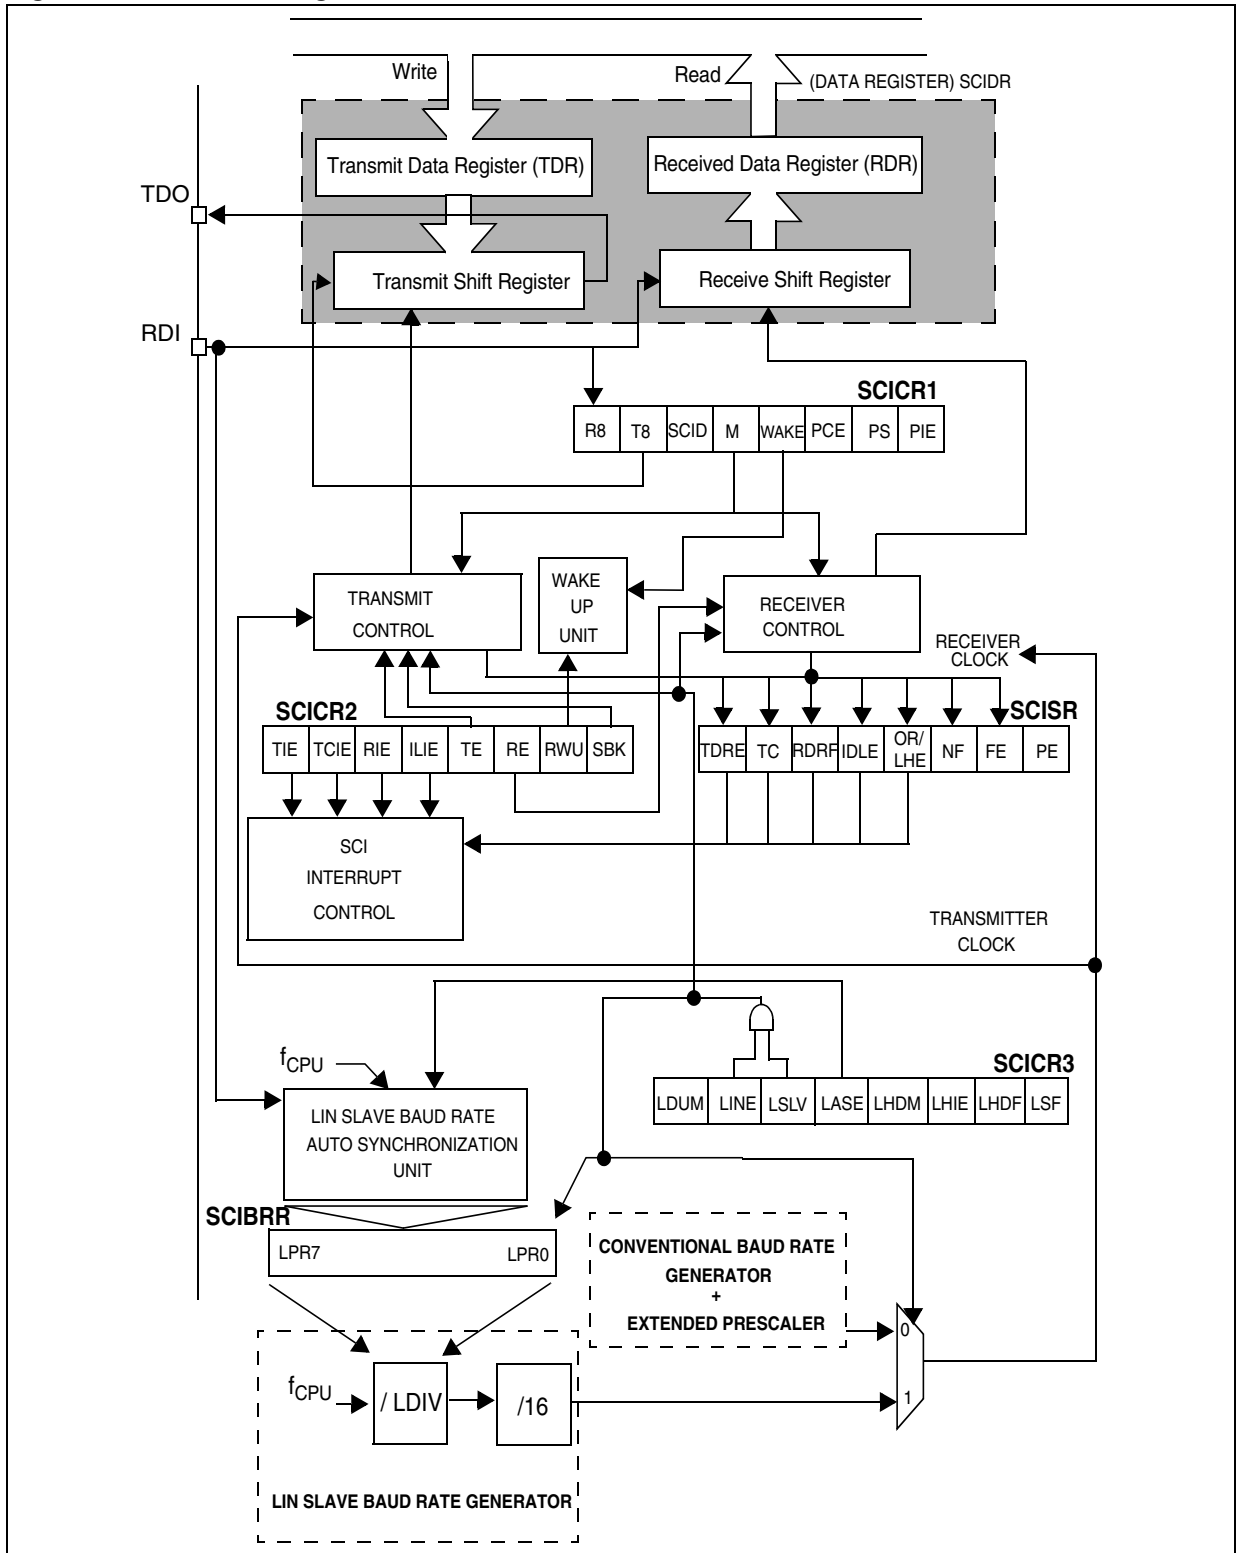 Write
Read
(DATA REGISTER) SCIDR
Transmit Data Register (TDR)
Received Data Register (RDR)
TDO
Transmit Shift Register
Receive Shift Register
RDI
SCICR1
R8 T8 SCID M WAKE PCE PS PIE
TRANSMIT
CONTROL
WAKE
UP
UNIT
RECEIVER
CONTROL
RECEIVER
CLOCK
SCICR2
TIE TCIE RIE ILIE TE RE RWU SBK
SCISR
TDRE TC RDRF IDLE OR/
LHE NF FE PE
SCI
INTERRUPT
CONTROL
TRANSMITTER
CLOCK
fCPU
SCICR3
LDUM LINE LSLV LASE LHDM LHIE LHDF LSF
LIN SLAVE BAUD RATE
AUTO SYNCHRONIZATION
UNIT
SCIBRR
LPR7 LPR0
CONVENTIONAL BAUD RATE
GENERATOR
+
EXTENDED PRESCALER
0
1
fCPU
/ LDIV
/16
LIN SLAVE BAUD RATE GENERATOR